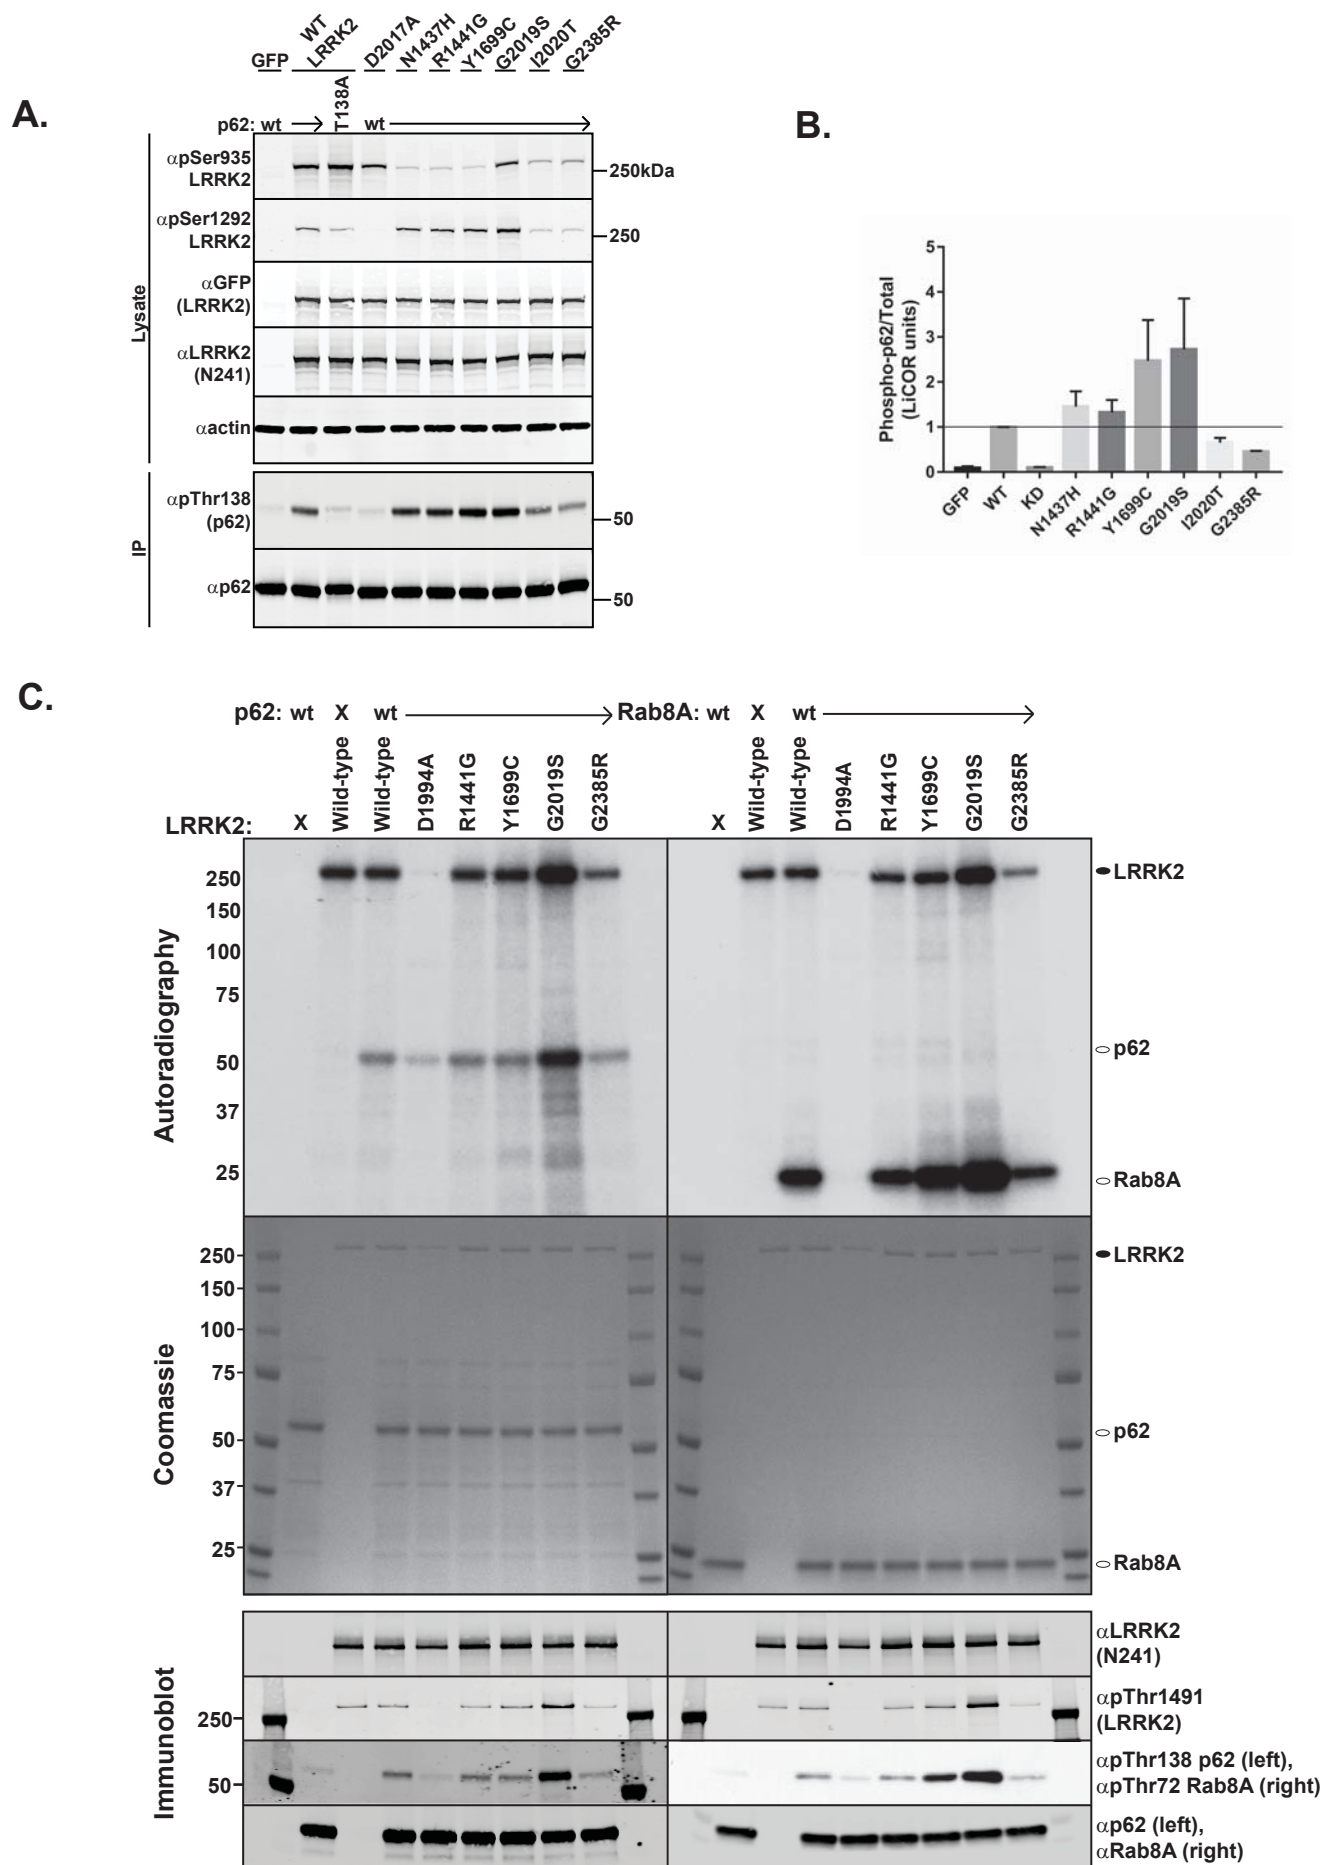 A.
GFP
WT
LRRK2
D2017A
N1437H
R1441G
Y1699C
G2019S
I2020T
G2385R
p62: wt
T138A
wt
Lysate
αpSer935
LRRK2
250kDa
αpSer1292
LRRK2
250
αGFP
(LRRK2)
αLRRK2
(N241)
αactin
IP
αpThr138
(p62)
50
αp62
50
B.
Phospho-p62/Total
(LiCOR units)
5
4
3
2
1
0
GFP
WT
KD
N1437H
R1441G
Y1699C
G2019S
I2020T
G2385R
C.
p62: wt X wt
Rab8A: wt X wt
LRRK2: X Wild-type Wild-type D1994A R1441G Y1699C G2019S G2385R
X Wild-type Wild-type D1994A R1441G Y1699C G2019S G2385R
Autoradiography
250
150
100
75
50
37
25
LRRK2
p62
Rab8A
Coomassie
250
150
100
75
50
37
25
LRRK2
p62
Rab8A
Immunoblot
αLRRK2
(N241)
250
αpThr1491
(LRRK2)
50
αpThr138 p62 (left),
αpThr72 Rab8A (right)
αp62 (left),
αRab8A (right)